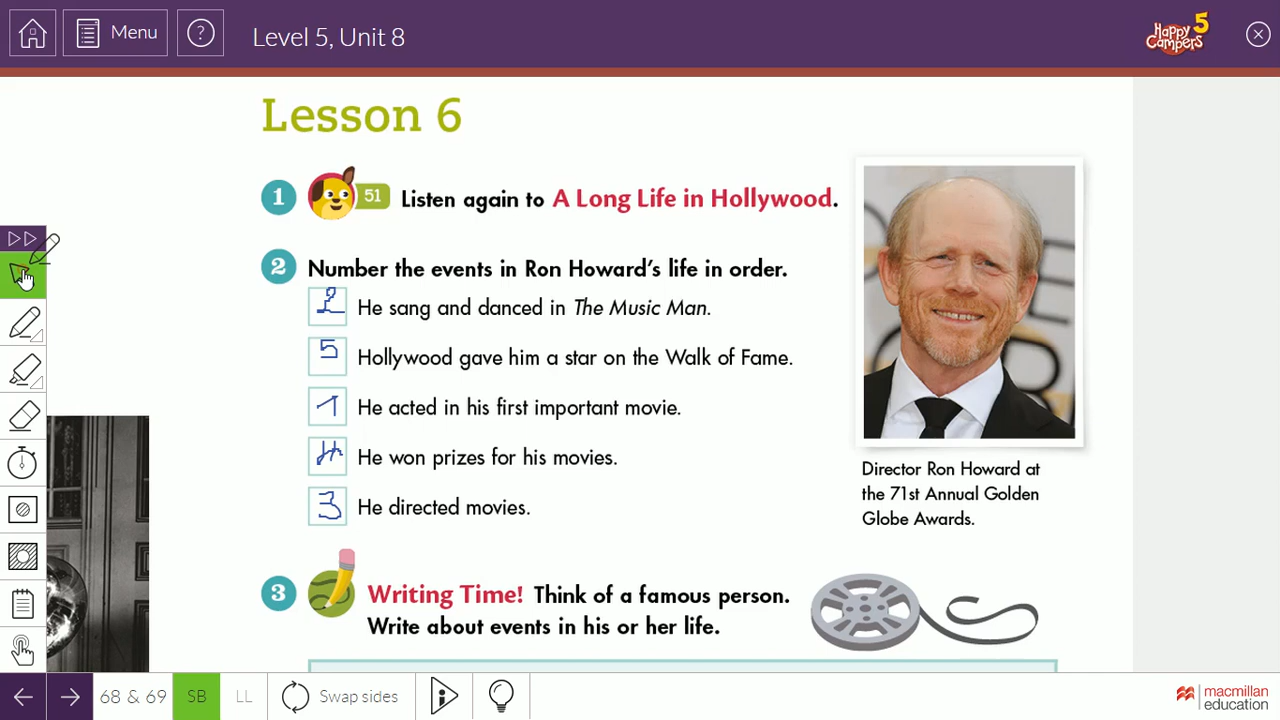 Menu
?
Level 5, Unit 8
Happy Campers 5
Lesson 6
1 51 Listen again to A Long Life in Hollywood.
2 Number the events in Ron Howard's life in order.
2 He sang and danced in The Music Man.
5 Hollywood gave him a star on the Walk of Fame.
1 He acted in his first important movie.
4 He won prizes for his movies.
3 He directed movies.
Director Ron Howard at
the 71st Annual Golden
Globe Awards.
3 Writing Time! Think of a famous person.
Write about events in his or her life.
68 & 69
SB
LL
Swap sides
macmillan
education